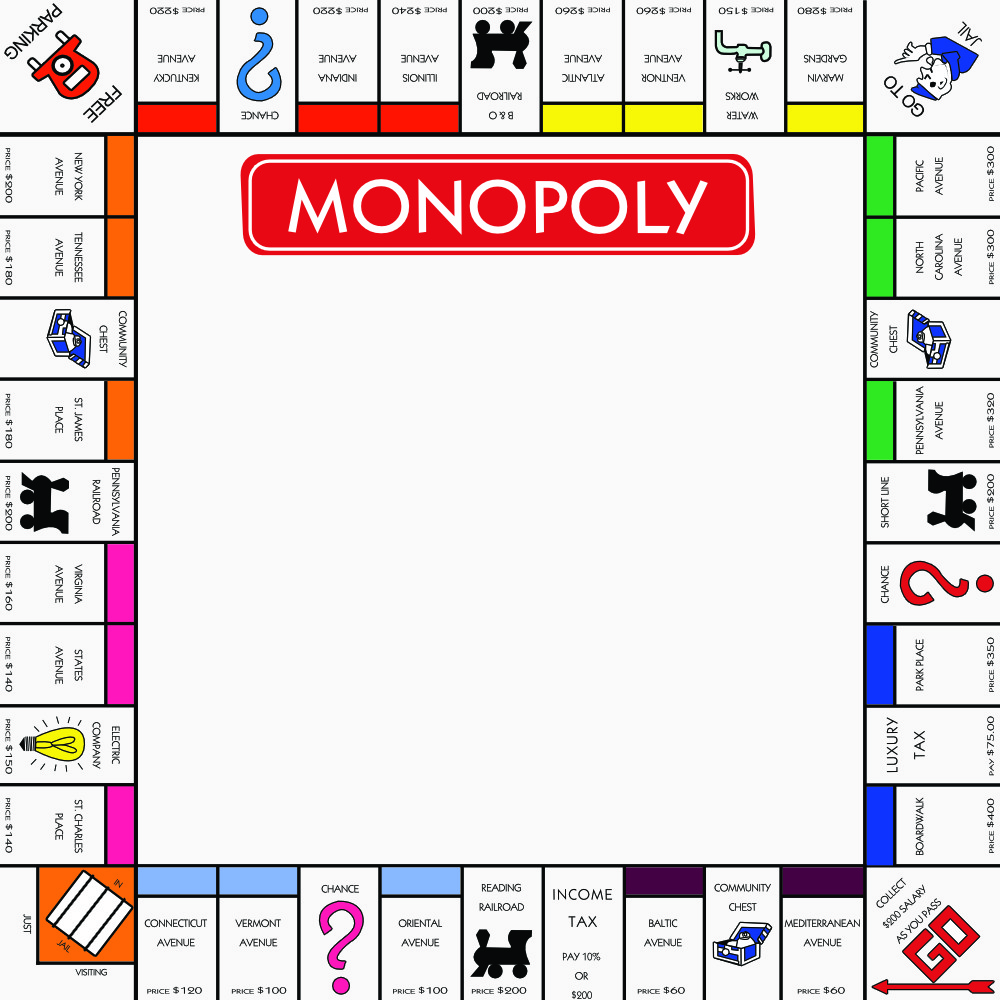 FREE
PARKING
KENTUCKY
AVENUE
PRICE $220
CHANCE
INDIANA
AVENUE
PRICE $220
ILLINOIS
AVENUE
PRICE $240
B & O
RAILROAD
PRICE $200
ATLANTIC
AVENUE
PRICE $260
VENTNOR
AVENUE
PRICE $260
WATER
WORKS
PRICE $150
MARVIN
GARDENS
PRICE $280
GO TO
JAIL
MONOPOLY
NEW YORK
AVENUE
PRICE $200
TENNESSEE
AVENUE
PRICE $180
COMMUNITY
CHEST
ST. JAMES
PLACE
PRICE $180
PENNSYLVANIA
RAILROAD
PRICE $200
VIRGINIA
AVENUE
PRICE $160
STATES
AVENUE
PRICE $140
ELECTRIC
COMPANY
PRICE $150
ST. CHARLES
PLACE
PRICE $140
PACIFIC
AVENUE
PRICE $300
NORTH
CAROLINA
AVENUE
PRICE $300
COMMUNITY
CHEST
PENNSYLVANIA
AVENUE
PRICE $320
SHORT LINE
PRICE $200
CHANCE
PARK PLACE
PRICE $350
LUXURY
TAX
PAY $75.00
BOARDWALK
PRICE $400
IN
JAIL
JUST
VISITING
CONNECTICUT
AVENUE
PRICE $120
VERMONT
AVENUE
PRICE $100
CHANCE
ORIENTAL
AVENUE
PRICE $100
READING
RAILROAD
PRICE $200
INCOME
TAX
PAY 10%
OR
$200
BALTIC
AVENUE
PRICE $60
COMMUNITY
CHEST
MEDITERRANEAN
AVENUE
PRICE $60
COLLECT
$200 SALARY
AS YOU PASS
GO